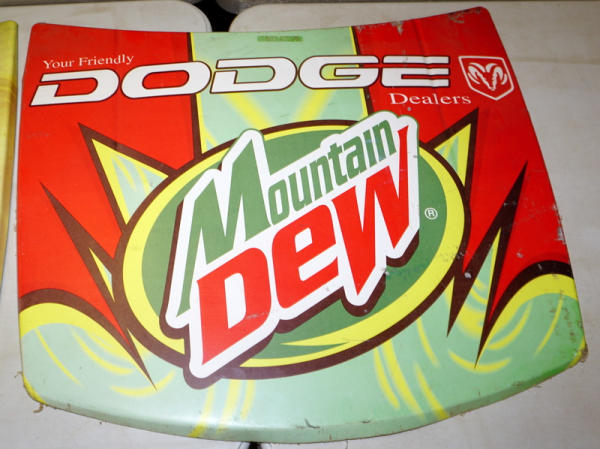 Your Friendly
DODGE
Dealers
Mountain
Dew
®